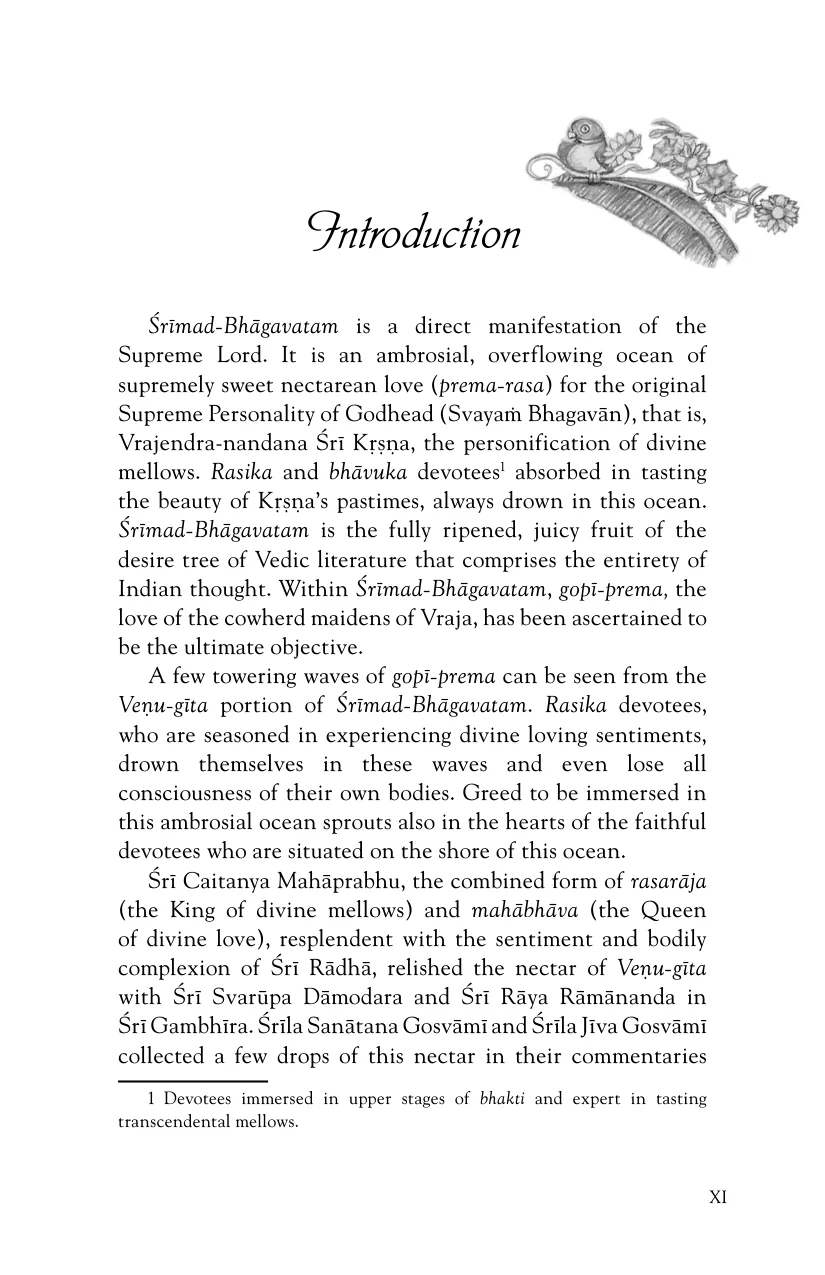 Introduction
Śrīmad-Bhāgavatam is a direct manifestation of the
Supreme Lord. It is an ambrosial, overflowing ocean of
supremely sweet nectarean love (prema-rasa) for the original
Supreme Personality of Godhead (Svayaṁ Bhagavān), that is,
Vrajendra-nandana Śrī Kṛṣṇa, the personification of divine
mellows. Rasika and bhāvuka devotees¹ absorbed in tasting
the beauty of Kṛṣṇa’s pastimes, always drown in this ocean.
Śrīmad-Bhāgavatam is the fully ripened, juicy fruit of the
desire tree of Vedic literature that comprises the entirety of
Indian thought. Within Śrīmad-Bhāgavatam, gopī-prema, the
love of the cowherd maidens of Vraja, has been ascertained to
be the ultimate objective.
A few towering waves of gopī-prema can be seen from the
Veṇu-gīta portion of Śrīmad-Bhāgavatam. Rasika devotees,
who are seasoned in experiencing divine loving sentiments,
drown themselves in these waves and even lose all
consciousness of their own bodies. Greed to be immersed in
this ambrosial ocean sprouts also in the hearts of the faithful
devotees who are situated on the shore of this ocean.
Śrī Caitanya Mahāprabhu, the combined form of rasarāja
(the King of divine mellows) and mahābhāva (the Queen
of divine love), resplendent with the sentiment and bodily
complexion of Śrī Rādhā, relished the nectar of Veṇu-gīta
with Śrī Svarūpa Dāmodara and Śrī Rāya Rāmānanda in
Śrī Gambhīra. Śrīla Sanātana Gosvāmī and Śrīla Jīva Gosvāmī
collected a few drops of this nectar in their commentaries
1 Devotees immersed in upper stages of bhakti and expert in tasting
transcendental mellows.
XI